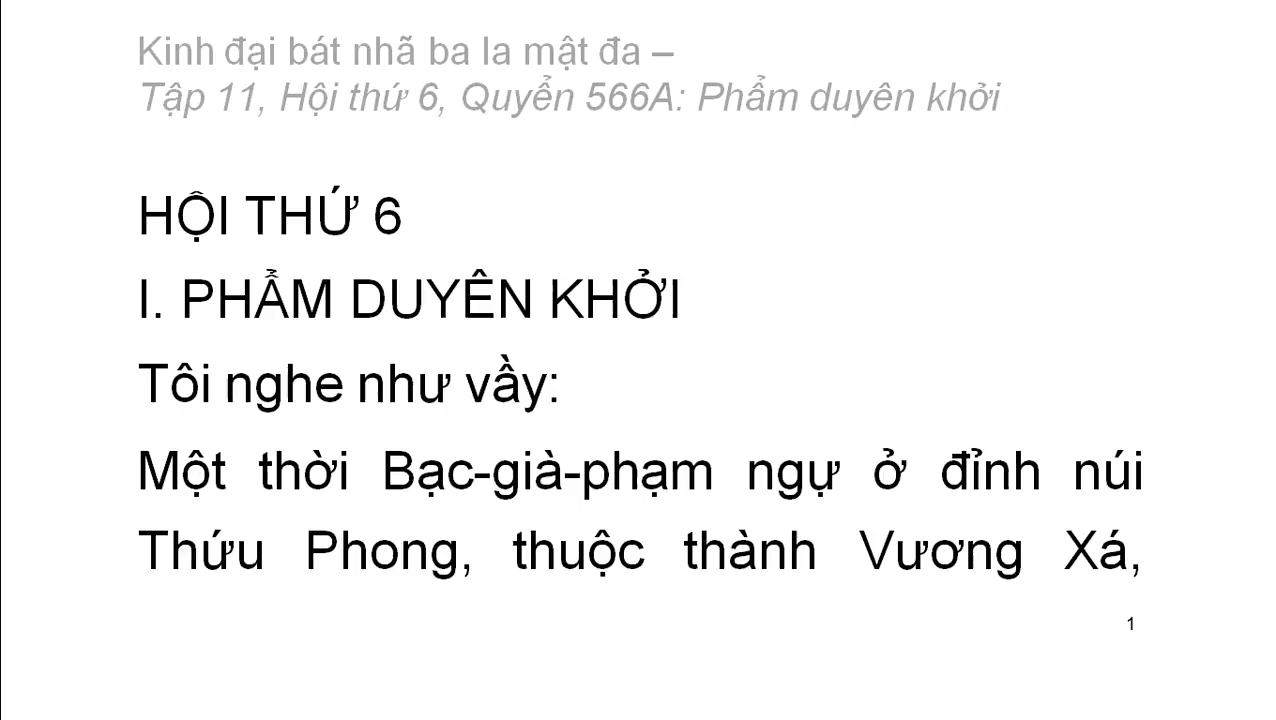 Kinh đại bát nhã ba la mật đa –
Tập 11, Hội thứ 6, Quyển 566A: Phẩm duyên khởi
HỘI THỨ 6
I. PHẨM DUYÊN KHỞI
Tôi nghe như vầy:
Một thời Bạc-già-phạm ngự ở đỉnh núi
Thứu Phong, thuộc thành Vương Xá,
1